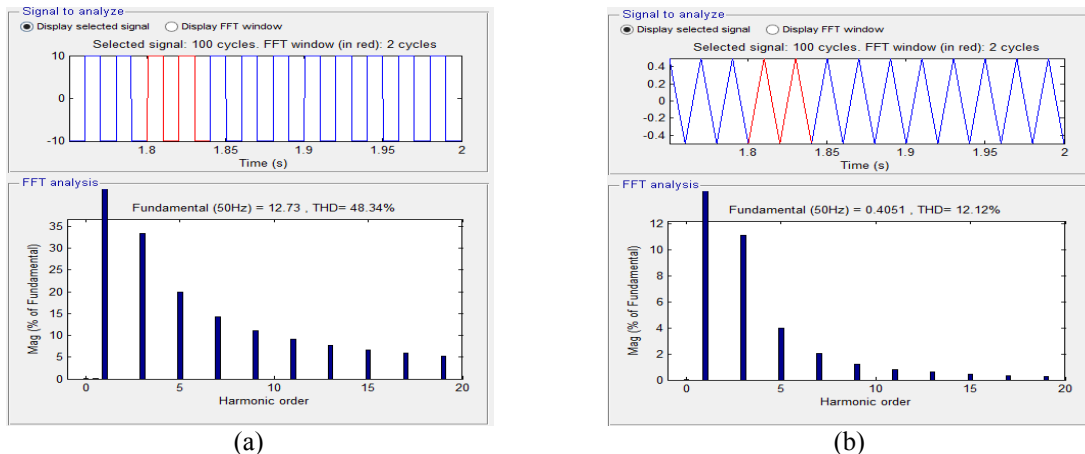 Signal to analyze
Display selected signal Display FFT window
Selected signal: 100 cycles. FFT window (in red): 2 cycles
10
0
-10
1.8 1.85 1.9 1.95 2
Time (s)
FFT analysis
Fundamental (50Hz) = 12.73 , THD= 48.34%
Mag (% of Fundamental)
35
30
25
20
15
10
5
0
0 5 10 15 20
Harmonic order
(a)
Signal to analyze
Display selected signal Display FFT window
Selected signal: 100 cycles. FFT window (in red): 2 cycles
0.4
0.2
0
-0.2
-0.4
1.8 1.85 1.9 1.95 2
Time (s)
FFT analysis
Fundamental (50Hz) = 0.4051 , THD= 12.12%
Mag (% of Fundamental)
12
10
8
6
4
2
0
0 5 10 15 20
Harmonic order
(b)